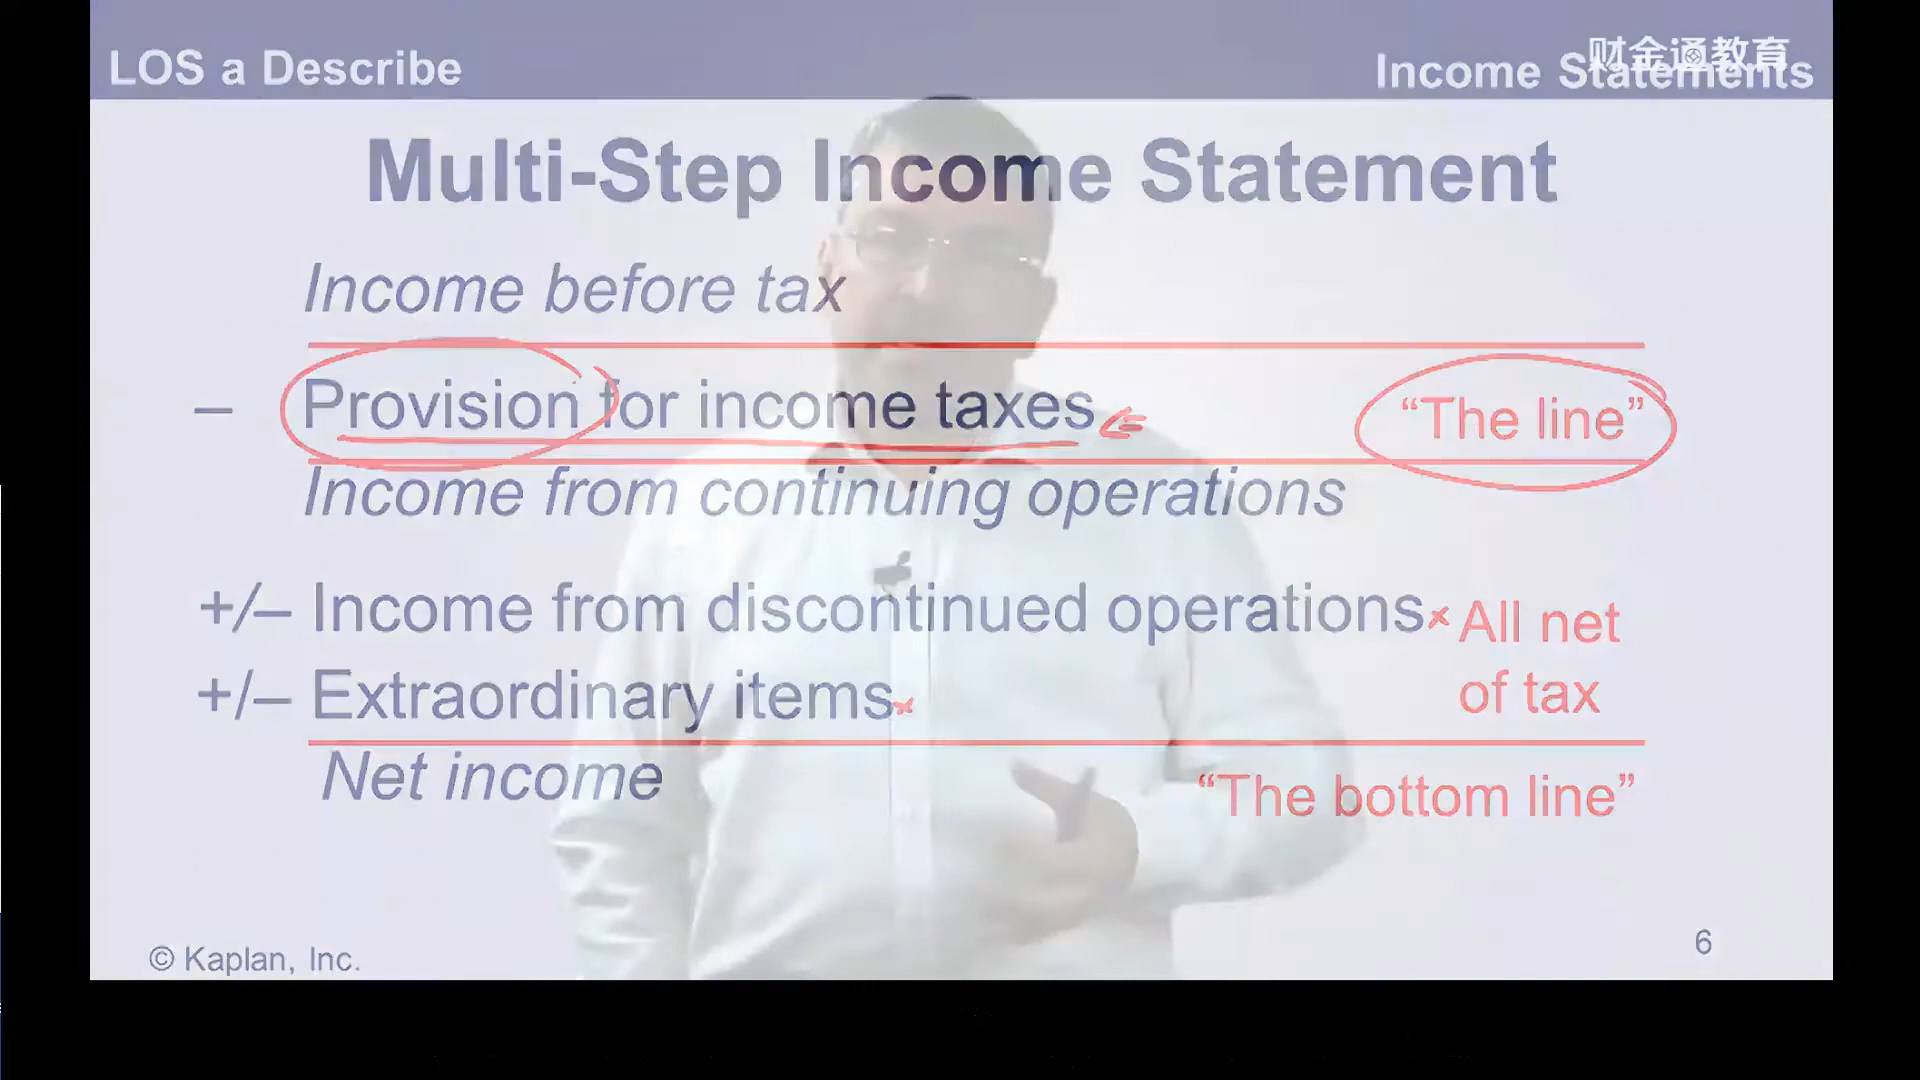 LOS a Describe
Income Statements
财金通教育
Multi-Step Income Statement
Income before tax
– Provision for income taxes
“The line”
Income from continuing operations
+/– Income from discontinued operations
+/– Extraordinary items
All net
of tax
Net income
“The bottom line”
© Kaplan, Inc.
6